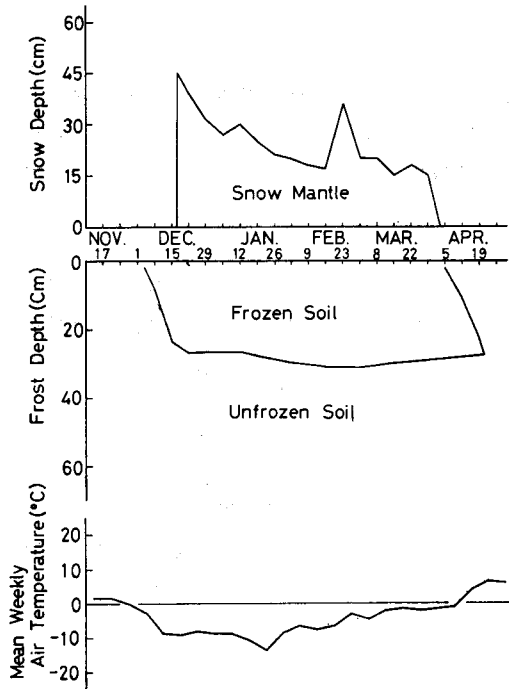 Snow Depth (cm)
60
45
30
15
0
Snow Mantle
NOV. DEC. JAN. FEB. MAR. APR.
17 1 15 29 12 26 9 23 8 22 5 19
Frost Depth (Cm)
0
20
40
60
Frozen Soil
Unfrozen Soil
Mean Weekly
Air Temperature (°C)
20
10
0
-10
-20